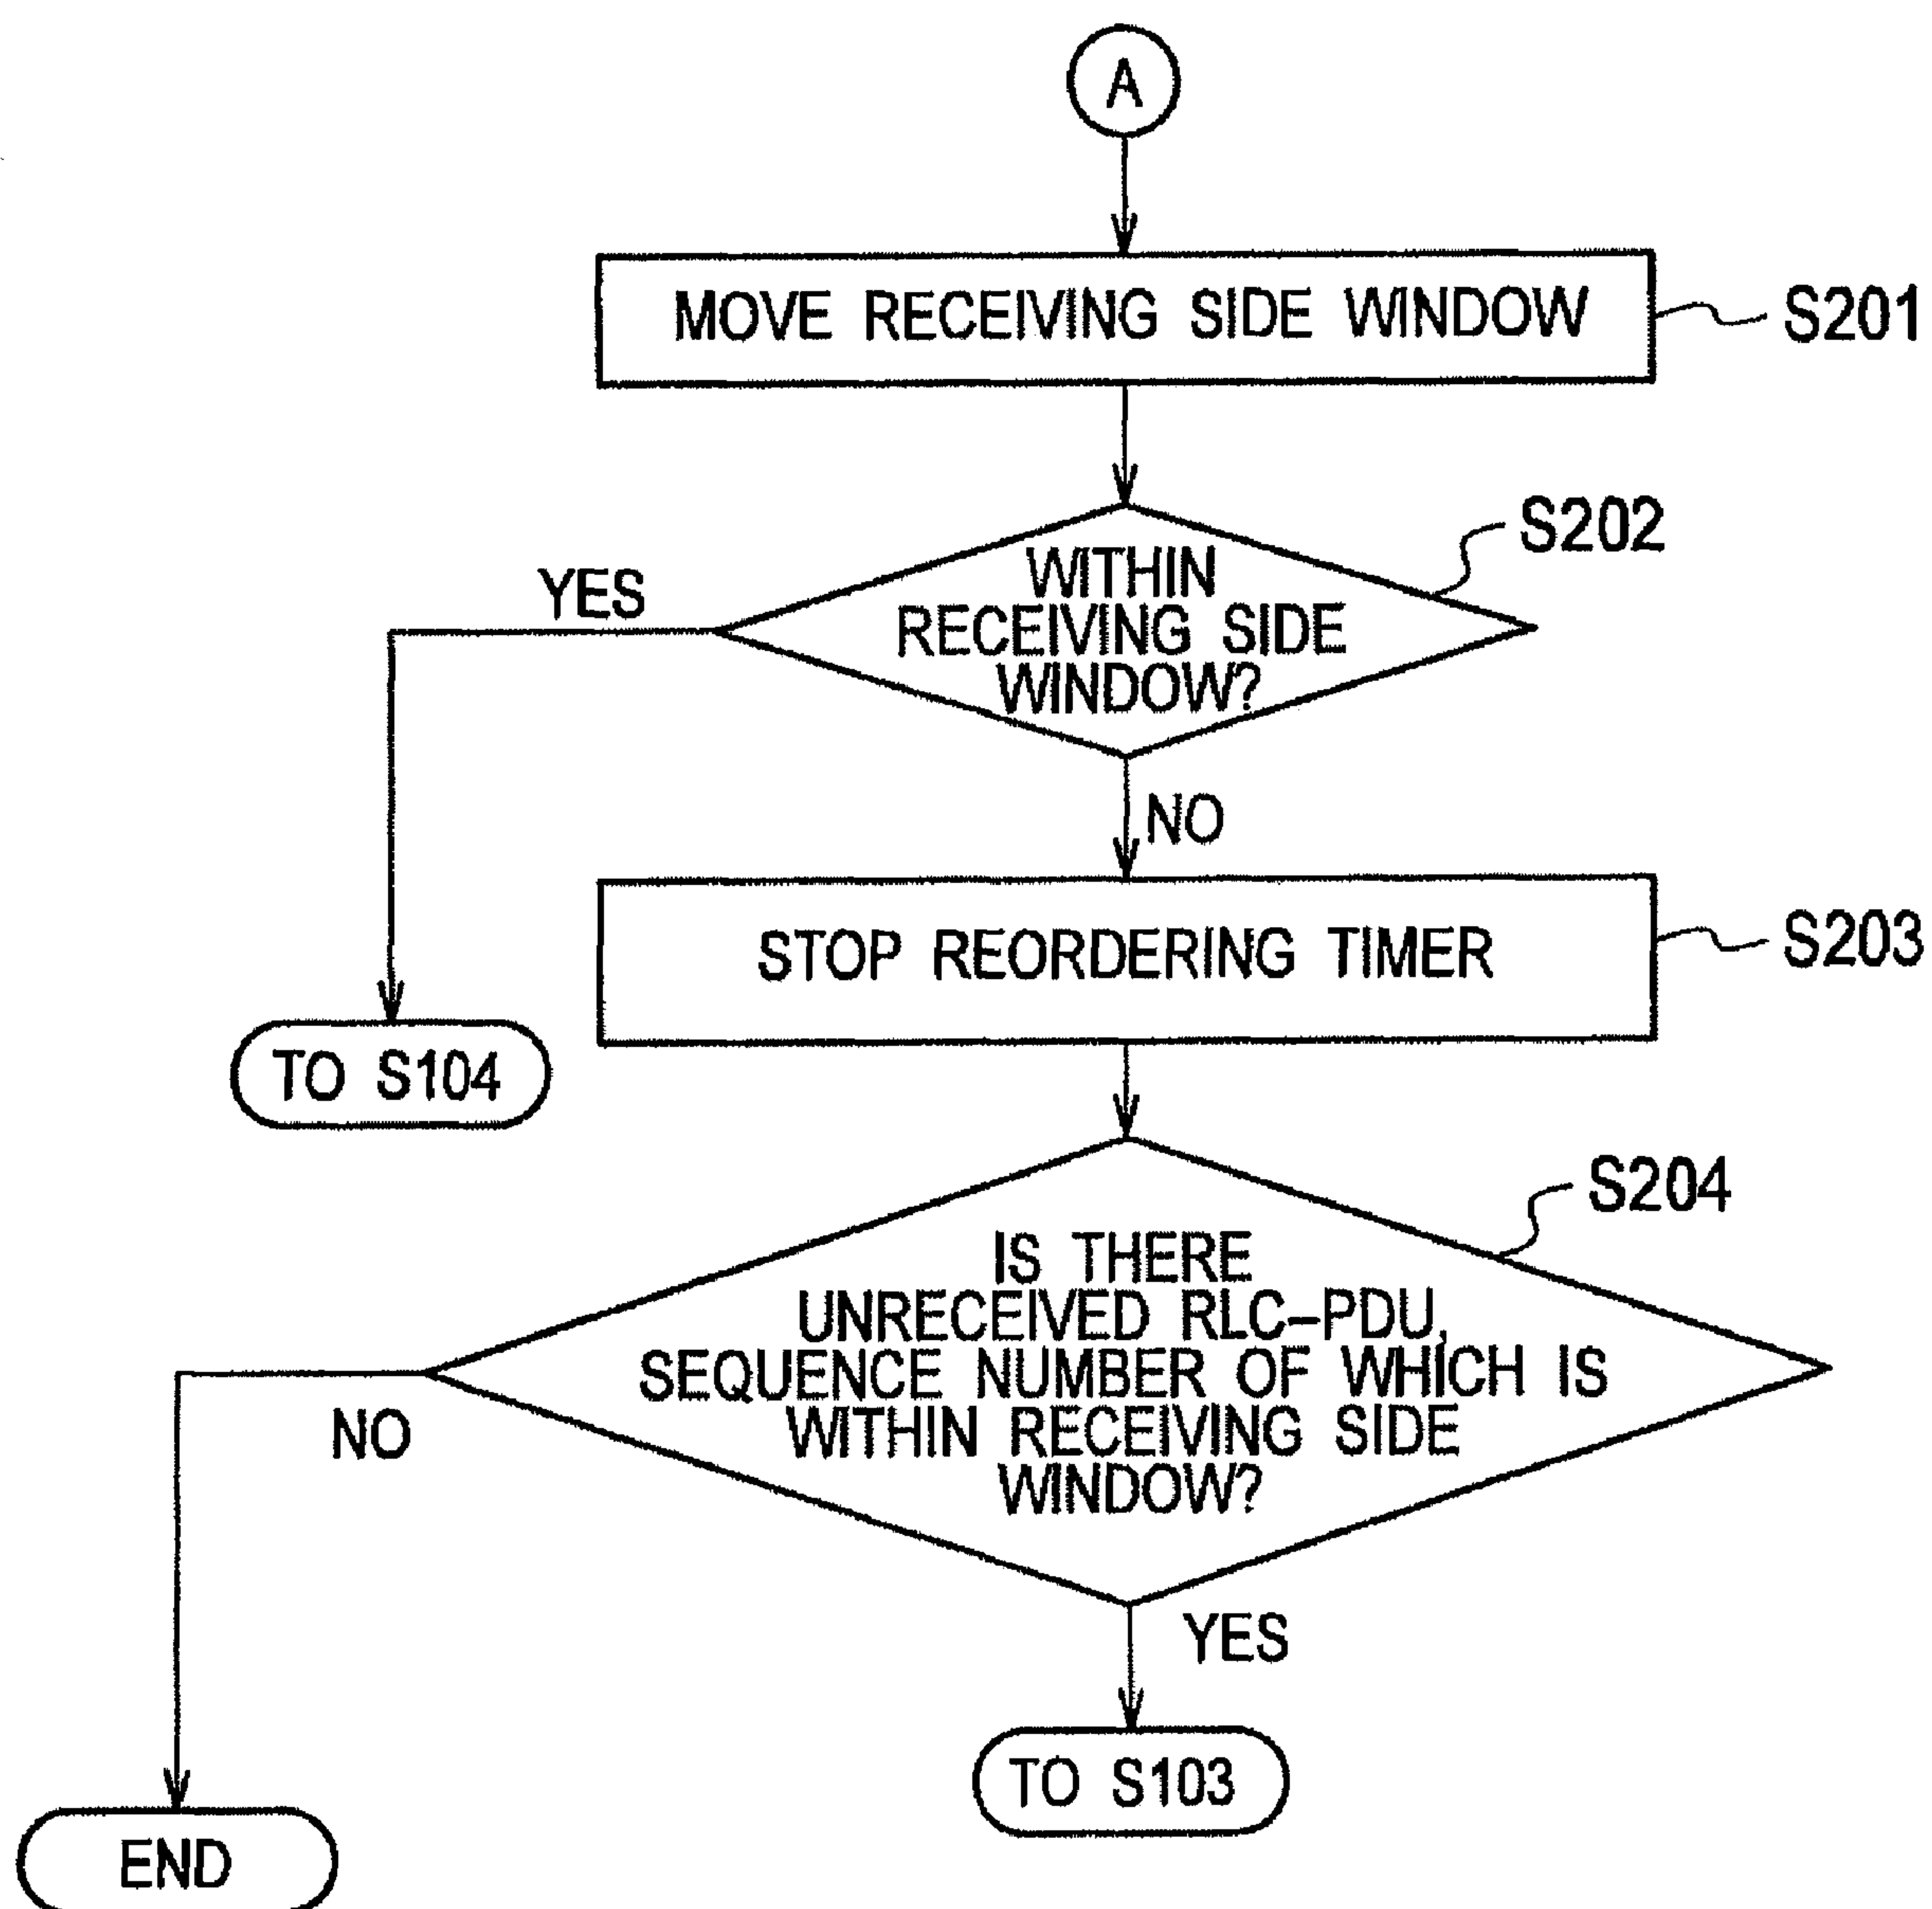 A
MOVE RECEIVING SIDE WINDOW
S201
S202
WITHIN
RECEIVING SIDE
WINDOW?
YES
NO
STOP REORDERING TIMER
S203
TO S104
S204
IS THERE
UNRECEIVED RLC-PDU,
SEQUENCE NUMBER OF WHICH IS
WITHIN RECEIVING SIDE
WINDOW?
NO
YES
TO S103
END